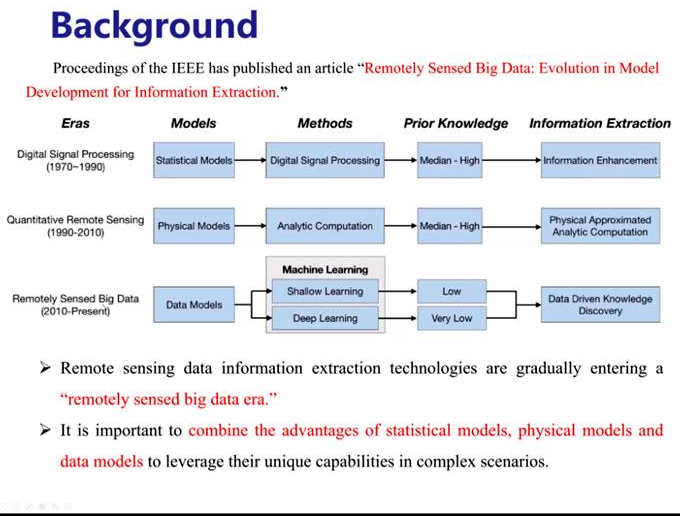 Background
Proceedings of the IEEE has published an article “Remotely Sensed Big Data: Evolution in Model
Development for Information Extraction.”
Eras Models Methods Prior Knowledge Information Extraction
Digital Signal Processing
(1970~1990)
Statistical Models
Digital Signal Processing
Median - High
Information Enhancement
Quantitative Remote Sensing
(1990-2010)
Physical Models
Analytic Computation
Median - High
Physical Approximated
Analytic Computation
Remotely Sensed Big Data
(2010-Present)
Data Models
Machine Learning
Shallow Learning
Deep Learning
Low
Very Low
Data Driven Knowledge
Discovery
➢ Remote sensing data information extraction technologies are gradually entering a
“remotely sensed big data era.”
➢ It is important to combine the advantages of statistical models, physical models and
data models to leverage their unique capabilities in complex scenarios.